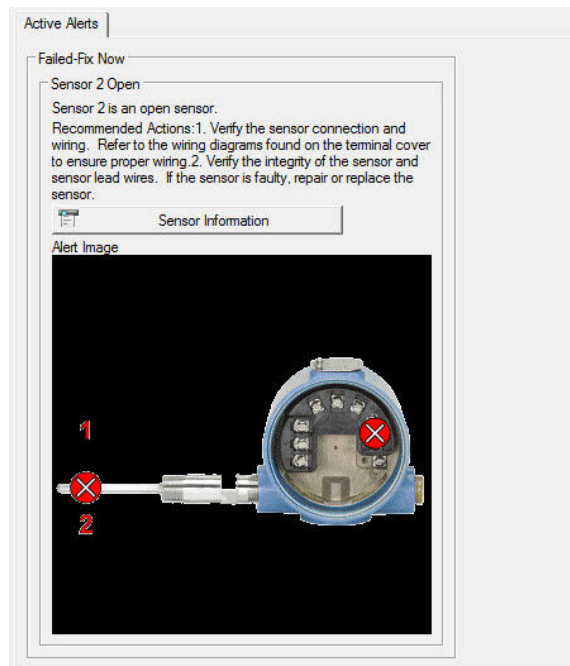 Active Alerts
Failed-Fix Now
Sensor 2 Open
Sensor 2 is an open sensor.
Recommended Actions:1. Verify the sensor connection and
wiring.  Refer to the wiring diagrams found on the terminal cover
to ensure proper wiring.2. Verify the integrity of the sensor and
sensor lead wires.  If the sensor is faulty, repair or replace the
sensor.
Sensor Information
Alert Image
1
2